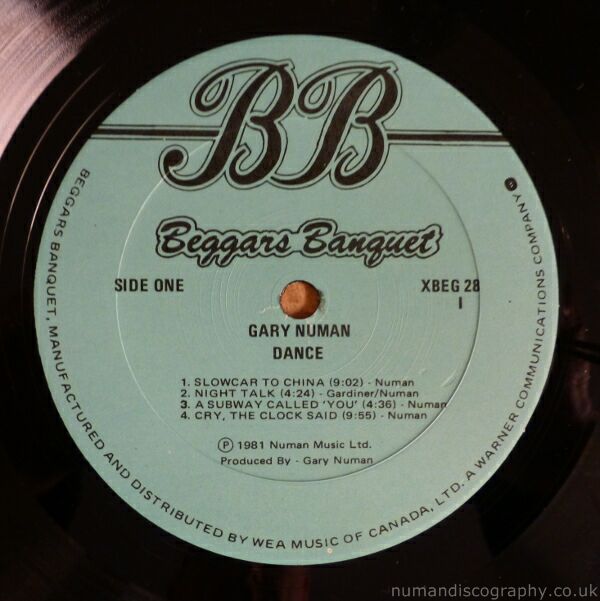 BB
Beggars Banquet
SIDE ONE
XBEG 28
I
GARY NUMAN
DANCE
1. SLOWCAR TO CHINA (9:02) - Numan
2. NIGHT TALK (4:24) - Gardiner/Numan
3. A SUBWAY CALLED 'YOU' (4:36) - Numan
4. CRY, THE CLOCK SAID (9:55) - Numan
Ⓟ 1981 Numan Music Ltd.
Produced By - Gary Numan
BEGGARS BANQUET, MANUFACTURED AND DISTRIBUTED BY WEA MUSIC OF CANADA, LTD. A WARNER COMMUNICATIONS COMPANY
numandiscography.co.uk